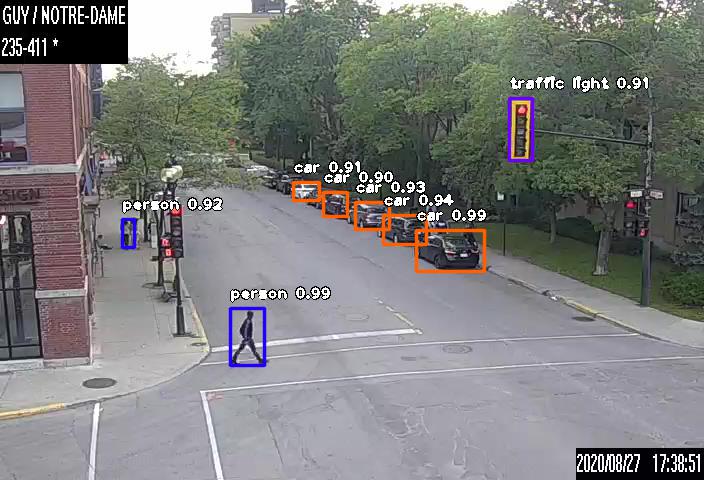 GUY / NOTRE-DAME
235-411 *
traffic light 0.91
car 0.91
car 0.90
car 0.93
car 0.94
person 0.92
car 0.99
SIGN
person 0.99
2020/08/27 17:38:51